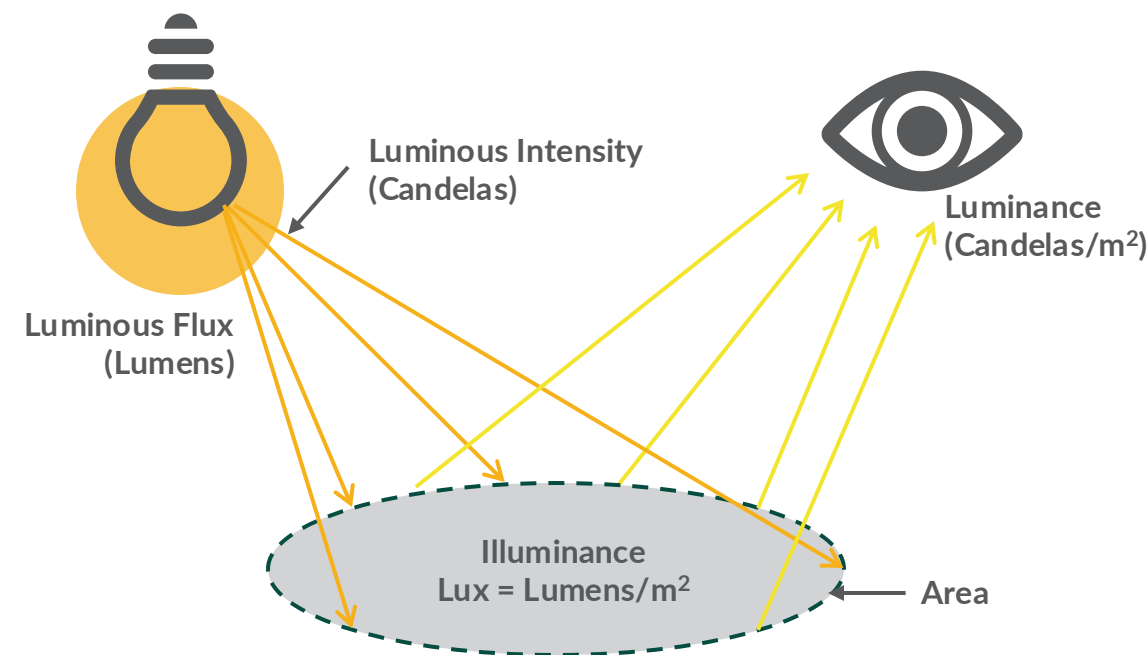 Luminous Intensity
(Candelas)
Luminance
(Candelas/m²)
Luminous Flux
(Lumens)
Illuminance
Lux = Lumens/m²
Area